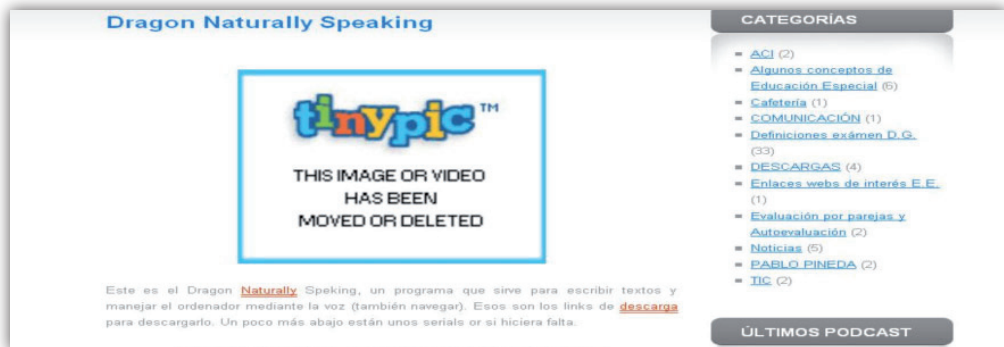 Dragon Naturally Speaking
tinypic™
THIS IMAGE OR VIDEO
HAS BEEN
MOVED OR DELETED
Este es el Dragon Naturally Speking, un programa que sirve para escribir textos y
manejar el ordenador mediante la voz (también navegar). Esos son los links de descarga
para descargarlo. Un poco más abajo están unos serials or si hiciera falta.
CATEGORÍAS
ACI (2)
Algunos conceptos de
Educación Especial (6)
Cafetería (1)
COMUNICACIÓN (1)
Definiciones exámen D.G.
(33)
DESCARGAS (4)
Enlaces webs de interés E.E.
(1)
Evaluación por parejas y
Autoevaluación (2)
Noticias (5)
PABLO PINEDA (2)
TIC (2)
ÚLTIMOS PODCAST